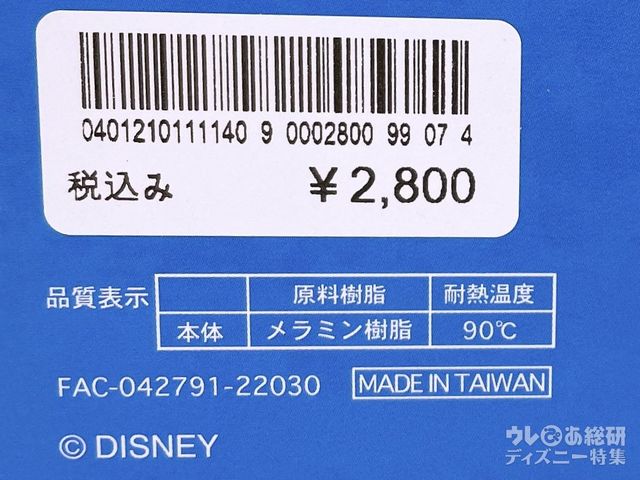 0401210111140 9 0002800 99 07 4
税込み ¥2,800
品質表示 原料樹脂 耐熱温度
本体 メラミン樹脂 90℃
FAC-042791-22030 MADE IN TAIWAN
© DISNEY
ウレぴあ総研
ディズニー特集